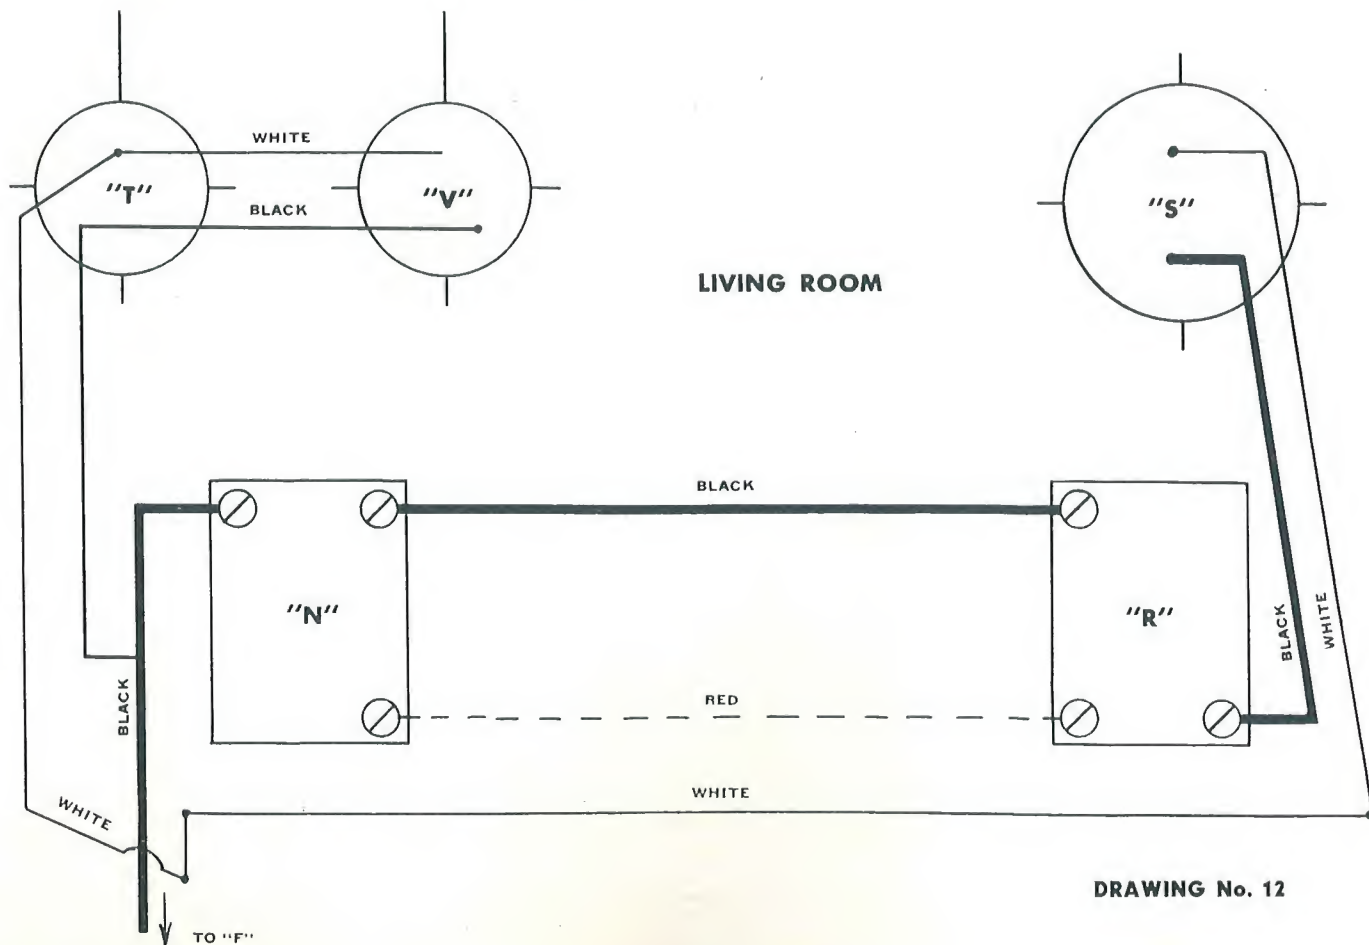 WHITE
"T"
"V"
BLACK
"S"
LIVING ROOM
BLACK
"N"
"R"
BLACK
WHITE
BLACK
RED
WHITE
WHITE
DRAWING No. 12
TO "F"